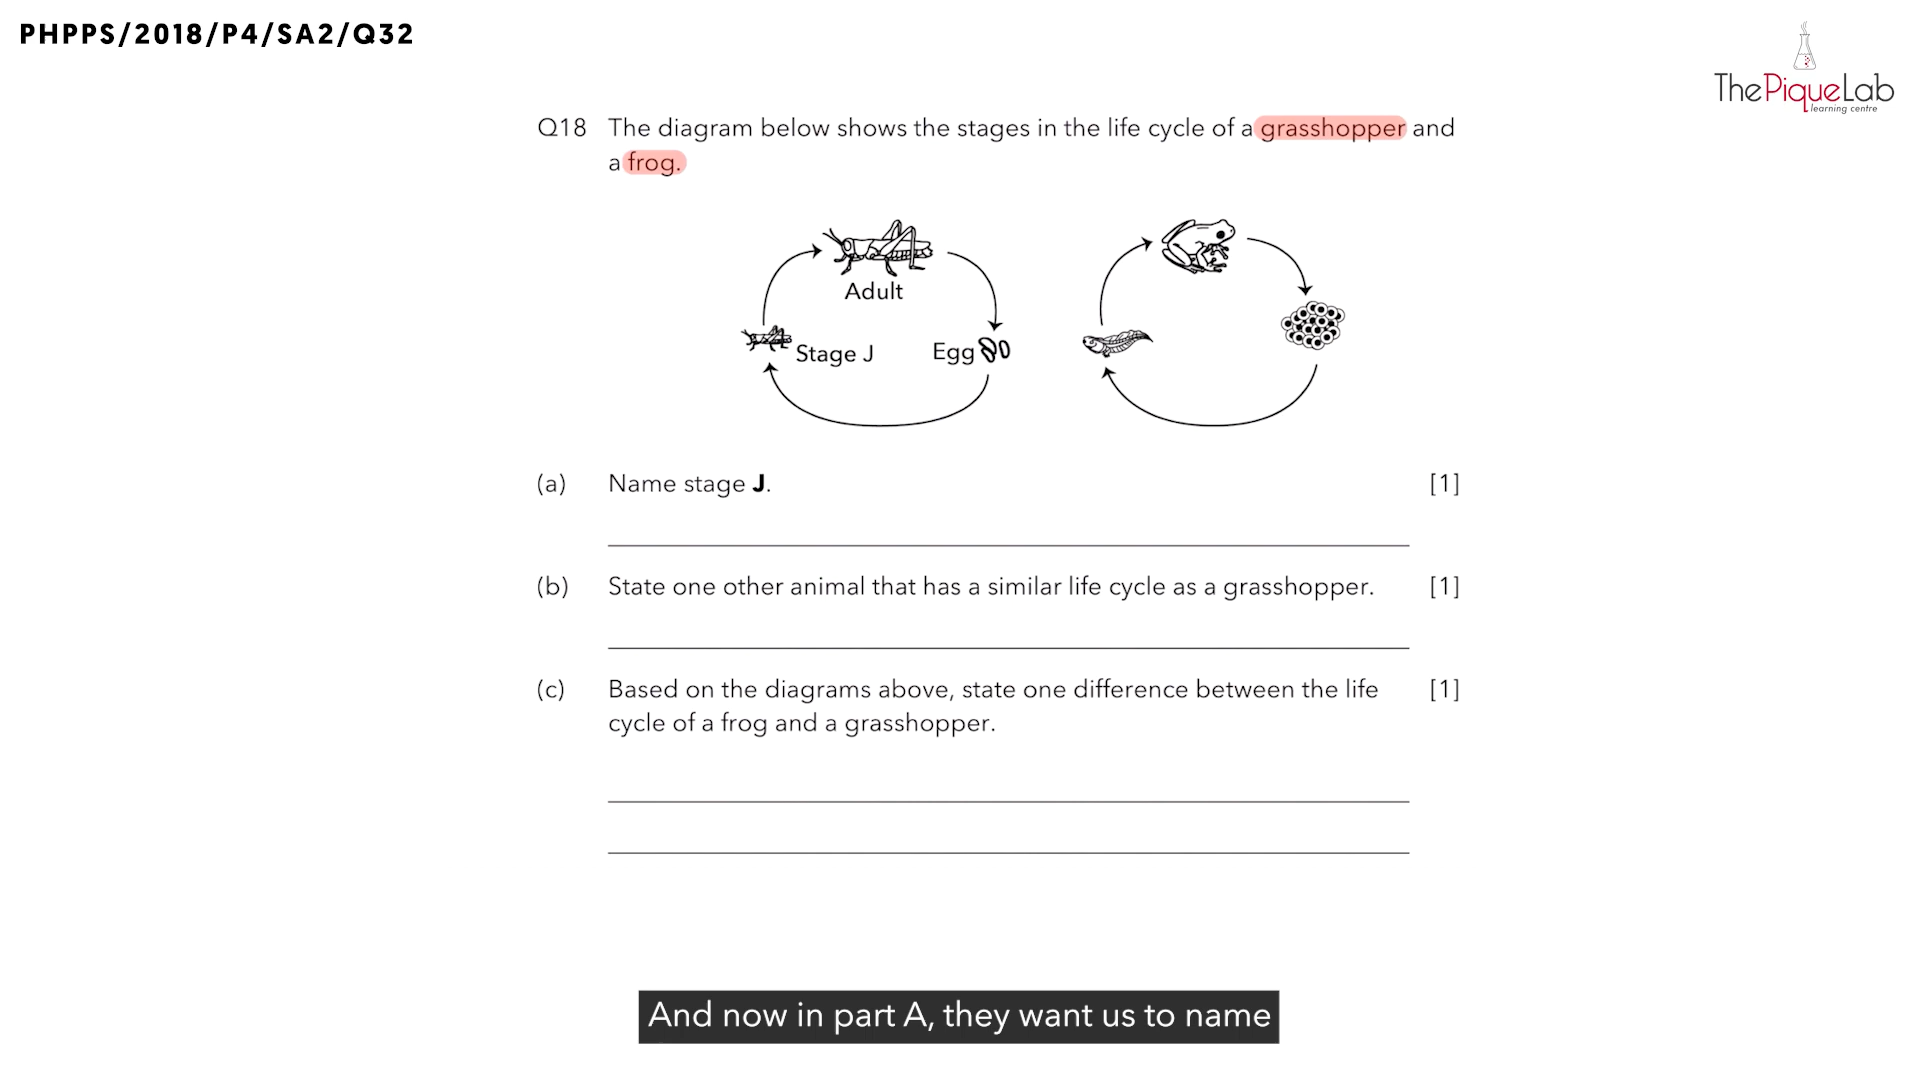 PHPPS/2018/P4/SA2/Q32
ThePiqueLab
learning centre
Q18 The diagram below shows the stages in the life cycle of a grasshopper and
a frog.
Adult
Stage J
Egg
(a) Name stage J. [1]
(b) State one other animal that has a similar life cycle as a grasshopper. [1]
(c) Based on the diagrams above, state one difference between the life [1]
cycle of a frog and a grasshopper.
And now in part A, they want us to name